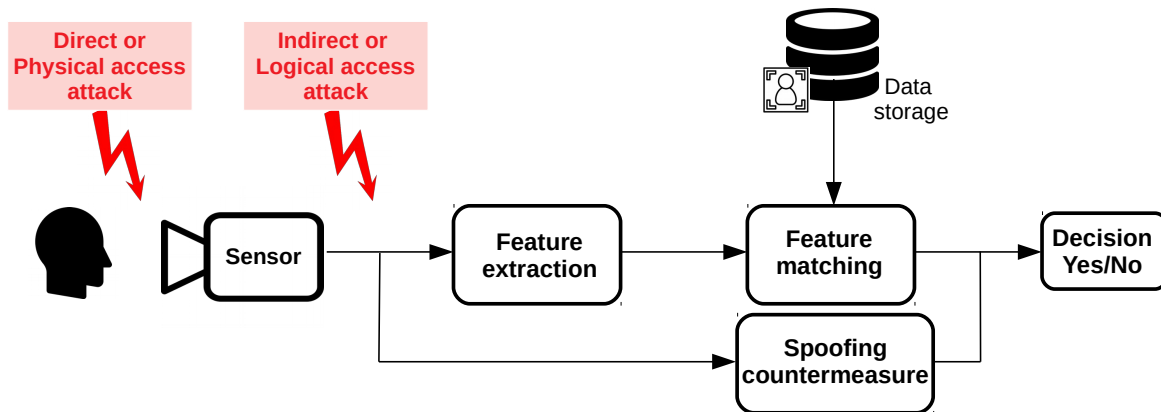 Direct or
Physical access
attack
Indirect or
Logical access
attack
Data
storage
Sensor
Feature
extraction
Feature
matching
Decision
Yes/No
Spoofing
countermeasure